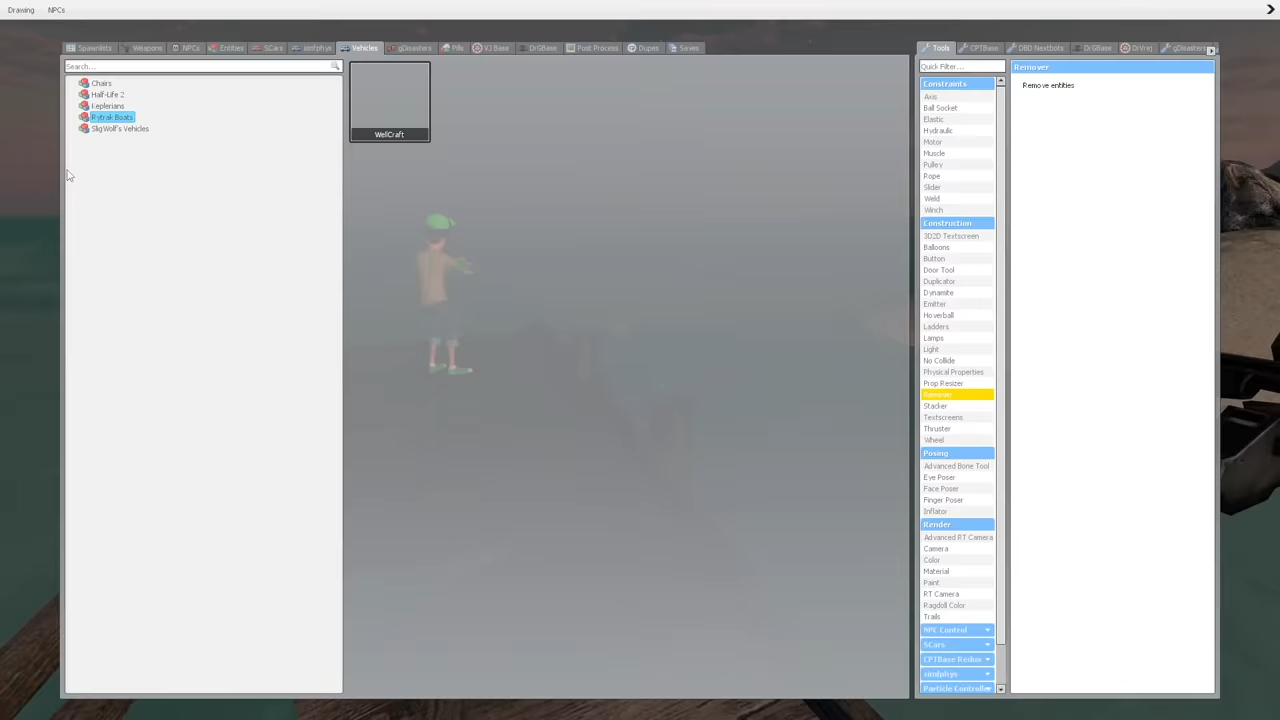 Drawing NPCs
Spawnlists Weapons NPCs Entities SCars simfphys Vehicles gDisasters Pills VJ Base DrGBase Post Process Dupes Saves
Search...
Chairs
Half-Life 2
Keplerians
Rytrak Boats
SligWolf's Vehicles
WellCraft
Tools CPTBase DBD Nextbots DrGBase DrVrej gDisasters
Quick Filter...
Constraints
Axis
Ball Socket
Elastic
Hydraulic
Motor
Muscle
Pulley
Rope
Slider
Weld
Winch
Construction
3D2D Textscreen
Balloons
Button
Door Tool
Duplicator
Dynamite
Emitter
Hoverball
Ladders
Lamps
Light
No Collide
Physical Properties
Prop Resizer
Remover
Stacker
Textscreens
Thruster
Wheel
Posing
Advanced Bone Tool
Eye Poser
Face Poser
Finger Poser
Inflator
Render
Advanced RT Camera
Camera
Color
Material
Paint
RT Camera
Ragdoll Color
Trails
NPC Control
SCars
CPTBase Redux
simfphys
Particle Controller
Remover
Remove entities